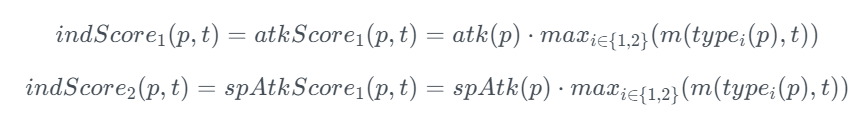 indScore₁(p, t) = atkScore₁(p, t) = atk(p) · max_{i∈{1,2}}(m(type_i(p), t))
indScore₂(p, t) = spAtkScore₁(p, t) = spAtk(p) · max_{i∈{1,2}}(m(type_i(p), t))